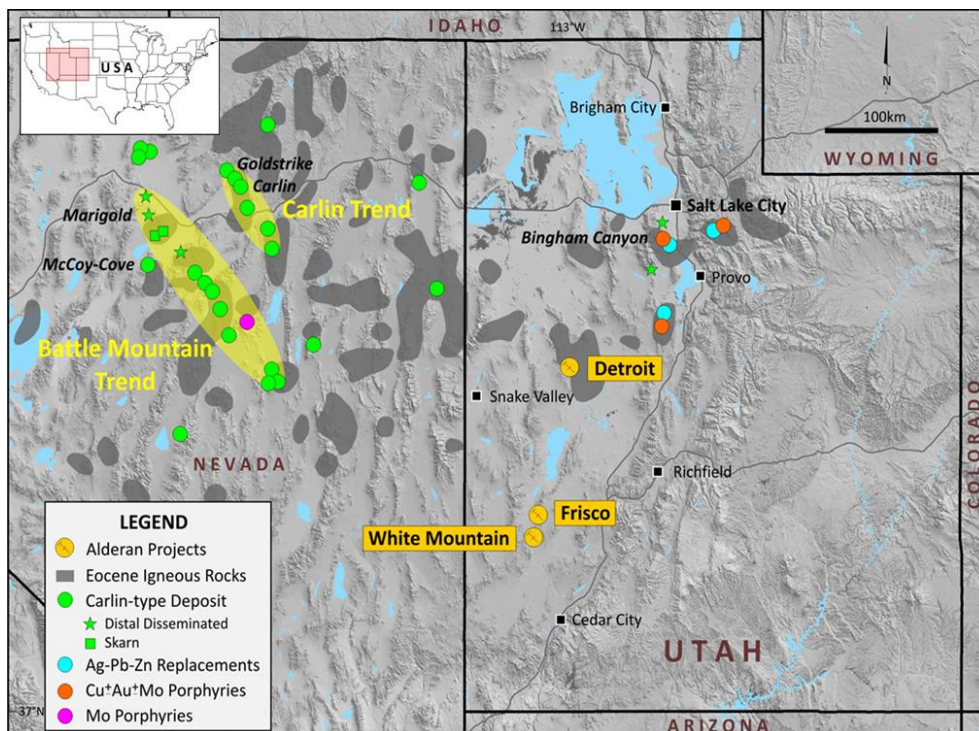 IDAHO
113°W
USA
N
100km
WYOMING
Brigham City
Goldstrike
Carlin
Carlin Trend
Marigold
McCoy-Cove
Battle Mountain
Trend
Salt Lake City
Bingham Canyon
Provo
Detroit
Snake Valley
NEVADA
Richfield
COLORADO
Frisco
White Mountain
Cedar City
UTAH
ARIZONA
37°N
LEGEND
Alderan Projects
Eocene Igneous Rocks
Carlin-type Deposit
Distal Disseminated
Skarn
Ag-Pb-Zn Replacements
Cu⁺Au⁺Mo Porphyries
Mo Porphyries